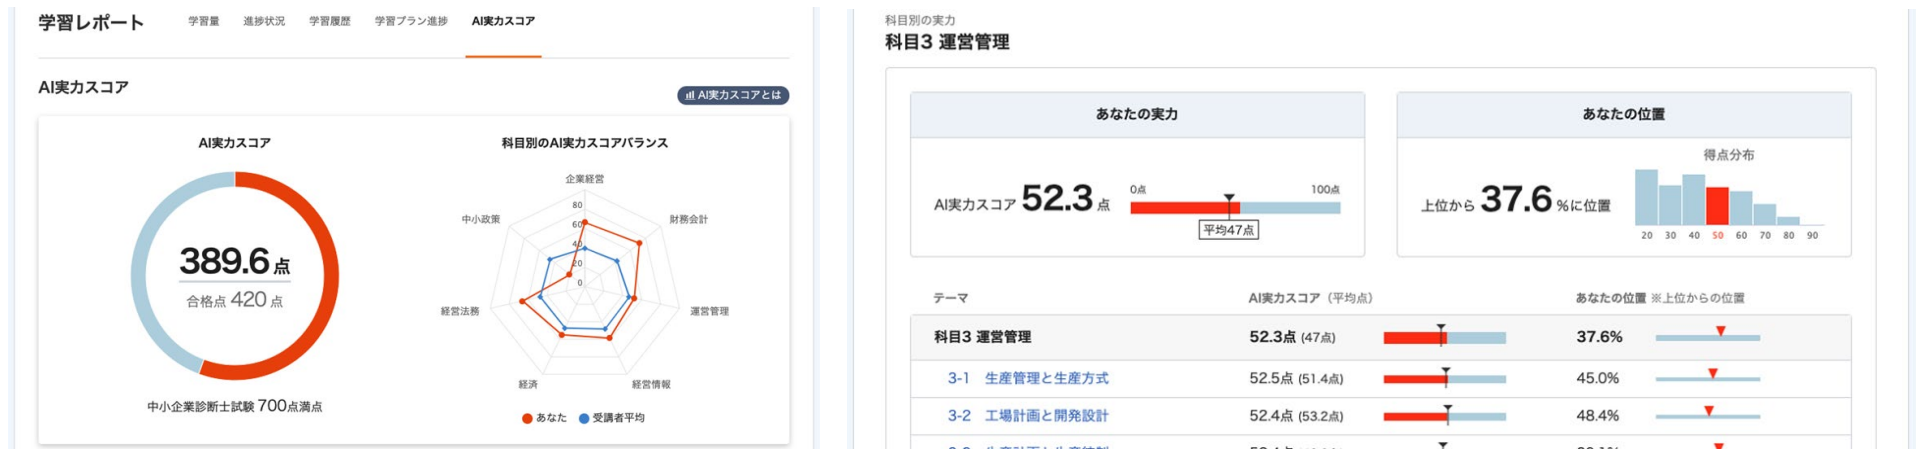 学習レポート
学習量 進捗状況 学習履歴 学習プラン進捗 AI実力スコア
AI実力スコア
AI実力スコアとは
AI実力スコア
389.6点
合格点 420 点
中小企業診断士試験 700点満点
科目別のAI実力スコアバランス
企業経営
財務会計
運営管理
経営情報
経済
経営法務
中小政策
80
60
40
20
0
あなた 受講者平均
科目別の実力
科目3 運営管理
あなたの実力
AI実力スコア 52.3 点
0点 100点
平均47点
あなたの位置
上位から 37.6 %に位置
得点分布
20 30 40 50 60 70 80 90
テーマ AI実力スコア（平均点） あなたの位置 ※上位からの位置
科目3 運営管理 52.3点 (47点) 37.6%
3-1 生産管理と生産方式 52.5点 (51.4点) 45.0%
3-2 工場計画と開発設計 52.4点 (53.2点) 48.4%